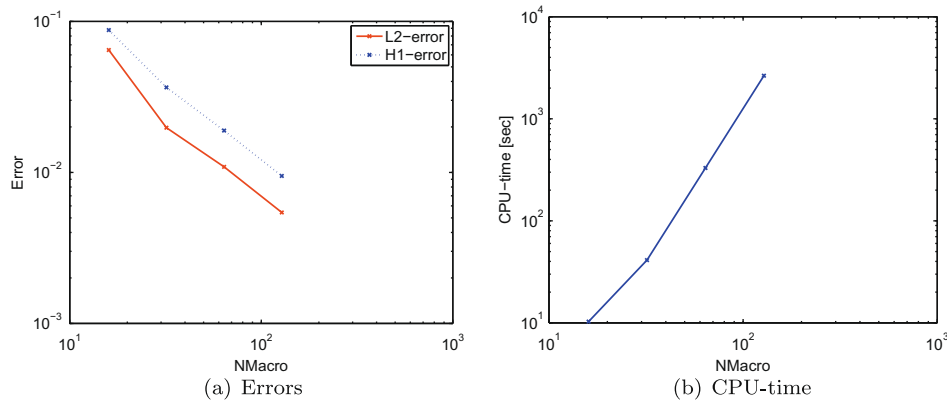 10^{-1}
10^{-2}
10^{-3}
Error
10^1
10^2
10^3
NMacro
L2-error
H1-error
(a) Errors
10^4
10^3
10^2
10^1
CPU-time [sec]
10^1
10^2
10^3
NMacro
(b) CPU-time